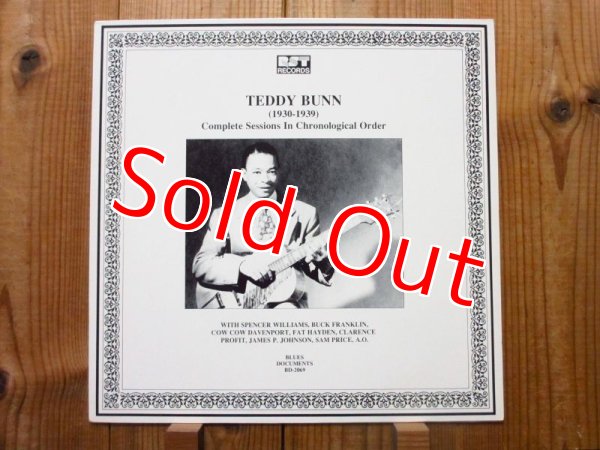 BST
RECORDS
TEDDY BUNN
(1930-1939)
Complete Sessions In Chronological Order
Sold Out
WITH SPENCER WILLIAMS, BUCK FRANKLIN,
COW COW DAVENPORT, FAT HAYDEN, CLARENCE
PROFIT, JAMES P. JOHNSON, SAM PRICE, A.O.
BLUES
DOCUMENTS
BD-2069